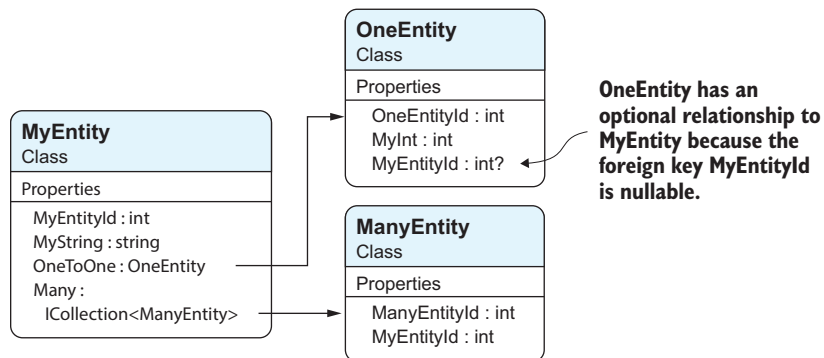 OneEntity
Class
Properties
OneEntityId : int
MyInt : int
MyEntityId : int?
OneEntity has an
optional relationship to
MyEntity because the
foreign key MyEntityId
is nullable.
MyEntity
Class
Properties
MyEntityId : int
MyString : string
OneToOne : OneEntity
Many :
ICollection<ManyEntity>
ManyEntity
Class
Properties
ManyEntityId : int
MyEntityId : int